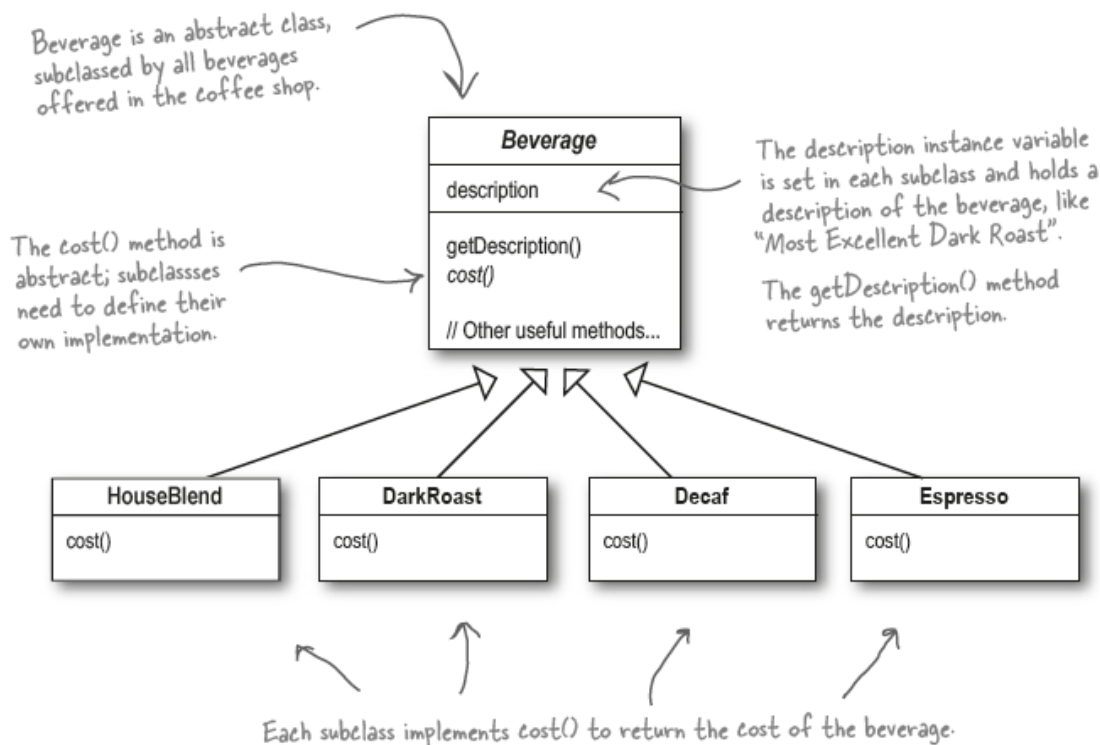 Beverage is an abstract class,
subclassed by all beverages
offered in the coffee shop.
Beverage
description
getDescription()
cost()
// Other useful methods...
The description instance variable
is set in each subclass and holds a
description of the beverage, like
“Most Excellent Dark Roast”.
The getDescription() method
returns the description.
The cost() method is
abstract; subclassses
need to define their
own implementation.
HouseBlend
cost()
DarkRoast
cost()
Decaf
cost()
Espresso
cost()
Each subclass implements cost() to return the cost of the beverage.